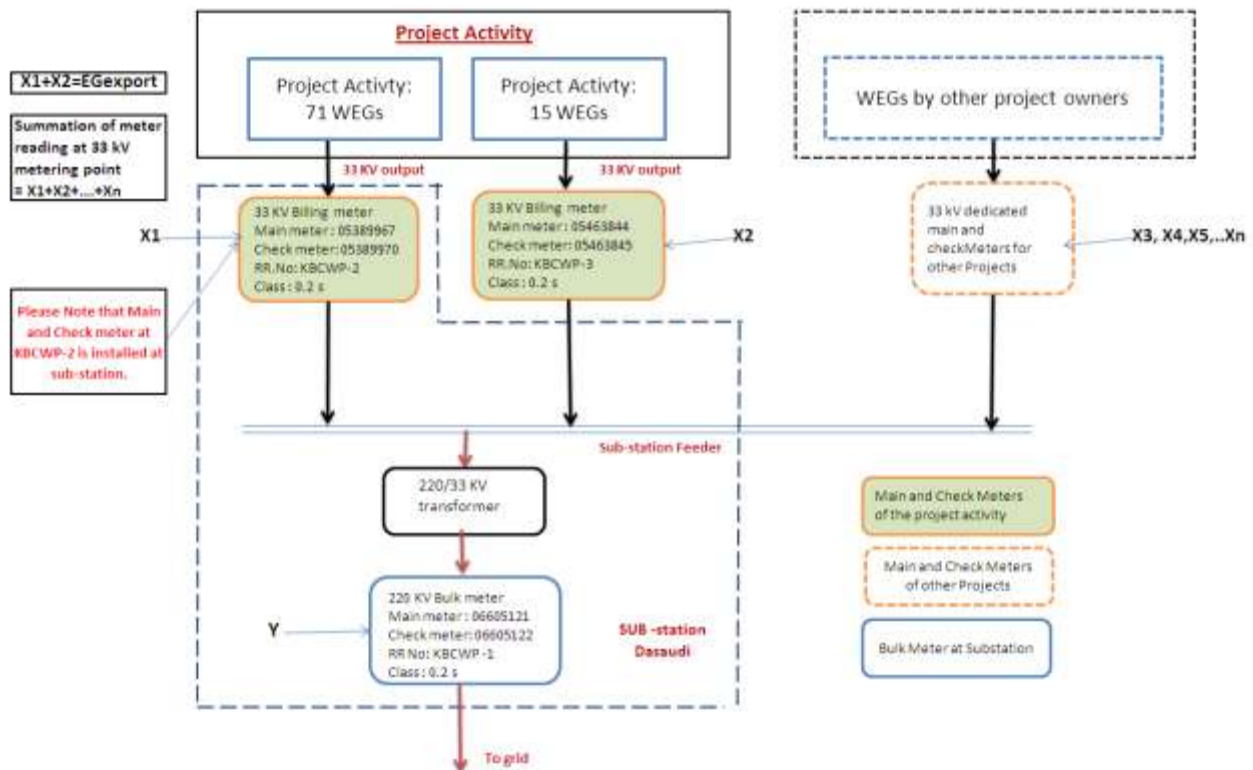 Project Activity
Project Activty:
71 WEGs
Project Activty:
15 WEGs
WEGs by other project owners
X1+X2=EGexport
Summation of meter
reading at 33 kV
metering point
= X1+X2+....+Xn
33 KV output
33 KV output
33 KV Billing meter
Main meter : 05389967
Check meter: 05389970
RR.No: KBCWP-2
Class : 0.2 s
33 KV Billing meter
Main meter : 05463844
Check meter: 05463845
RR.No: KBCWP-3
Class : 0.2 s
33 kV dedicated
main and
checkMeters for
other Projects
X1
X2
X3, X4,X5,..Xn
Please Note that Main
and Check meter at
KBCWP-2 is installed at
sub-station.
Sub-station Feeder
220/33 KV
transformer
220 KV Bulk meter
Main meter : 06605121
Check meter: 06605122
RR No: KBCWP -1
Class : 0.2 s
Y
SUB -station
Dasaudi
To grid
Main and Check Meters
of the project activity
Main and Check Meters
of other Projects
Bulk Meter at Substation